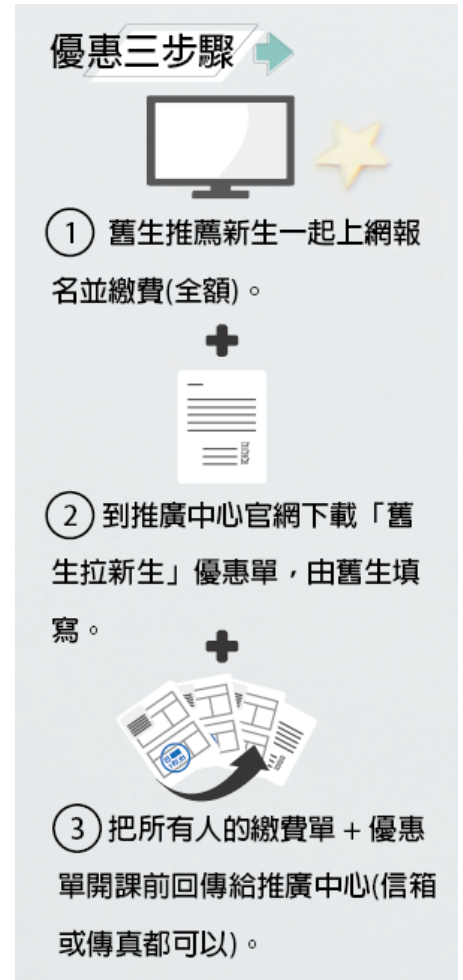 優惠三步驟
1 舊生推薦新生一起上網報
名並繳費(全額)。
2 到推廣中心官網下載「舊
生拉新生」優惠單，由舊生填
寫。
3 把所有人的繳費單 + 優惠
單開課前回傳給推廣中心(信箱
或傳真都可以)。